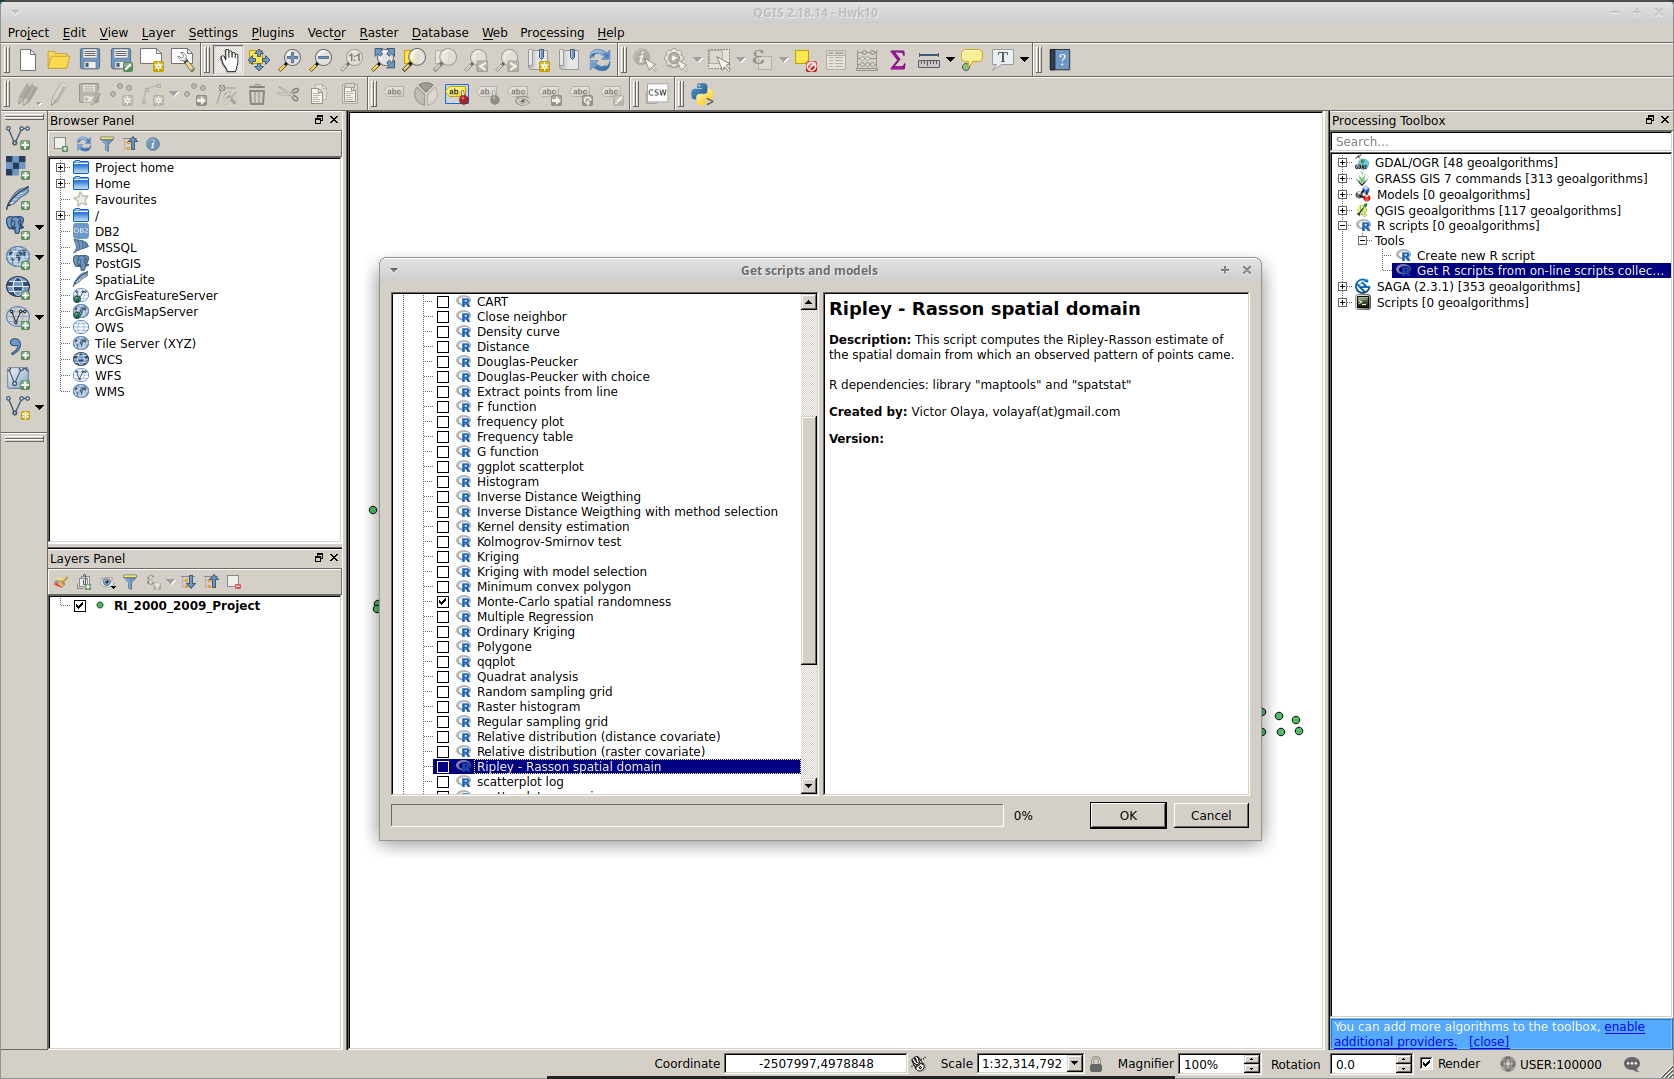 QGIS 2.18.14 - Hwk10
Project Edit View Layer Settings Plugins Vector Raster Database Web Processing Help
Browser Panel
Project home
Home
Favourites
/
DB2
MSSQL
PostGIS
SpatiaLite
ArcGisFeatureServer
ArcGisMapServer
OWS
Tile Server (XYZ)
WCS
WFS
WMS
Layers Panel
RI_2000_2009_Project
Get scripts and models
CART
Close neighbor
Density curve
Distance
Douglas-Peucker
Douglas-Peucker with choice
Extract points from line
F function
frequency plot
Frequency table
G function
ggplot scatterplot
Histogram
Inverse Distance Weigthing
Inverse Distance Weigthing with method selection
Kernel density estimation
Kolmogrov-Smirnov test
Kriging
Kriging with model selection
Minimum convex polygon
Monte-Carlo spatial randomness
Multiple Regression
Ordinary Kriging
Polygone
qqplot
Quadrat analysis
Random sampling grid
Raster histogram
Regular sampling grid
Relative distribution (distance covariate)
Relative distribution (raster covariate)
Ripley - Rasson spatial domain
scatterplot log
Ripley - Rasson spatial domain
Description: This script computes the Ripley-Rasson estimate of
the spatial domain from which an observed pattern of points came.
R dependencies: library "maptools" and "spatstat"
Created by: Victor Olaya, volayaf(at)gmail.com
Version:
0%
OK
Cancel
Processing Toolbox
Search...
GDAL/OGR [48 geoalgorithms]
GRASS GIS 7 commands [313 geoalgorithms]
Models [0 geoalgorithms]
QGIS geoalgorithms [117 geoalgorithms]
R scripts [0 geoalgorithms]
Tools
Create new R script
Get R scripts from on-line scripts collec...
SAGA (2.3.1) [353 geoalgorithms]
Scripts [0 geoalgorithms]
You can add more algorithms to the toolbox, enable
additional providers. [close]
Coordinate -2507997,4978848 Scale 1:32,314,792 Magnifier 100% Rotation 0.0 Render USER:100000